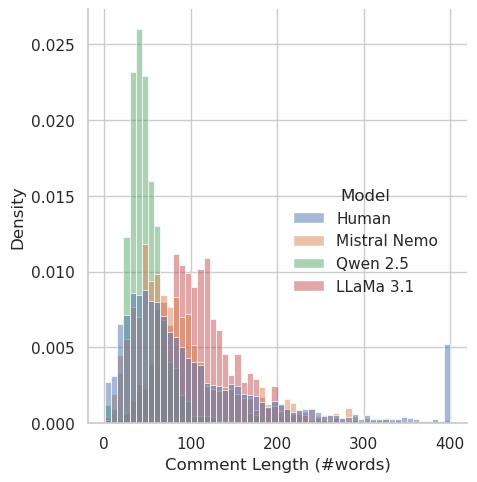 0.025
0.020
0.015
0.010
0.005
0.000
Density
Model
Human
Mistral Nemo
Qwen 2.5
LLaMa 3.1
0 100 200 300 400
Comment Length (#words)